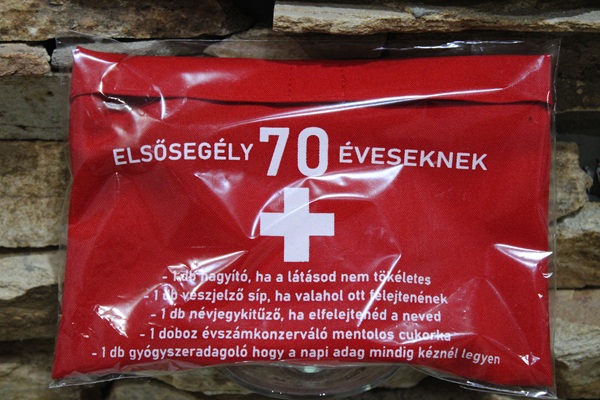 ELSŐSEGÉLY 70 ÉVESEKNEK
- 1 db nagyító, ha a látásod nem tökéletes
- 1 db vészjelző síp, ha valahol ott felejtenének
- 1 db névjegykitűző, ha elfelejtenéd a neved
- 1 doboz évszámkonzerváló mentolos cukorka
- 1 db gyógyszeradagoló hogy a napi adag mindig kéznél legyen